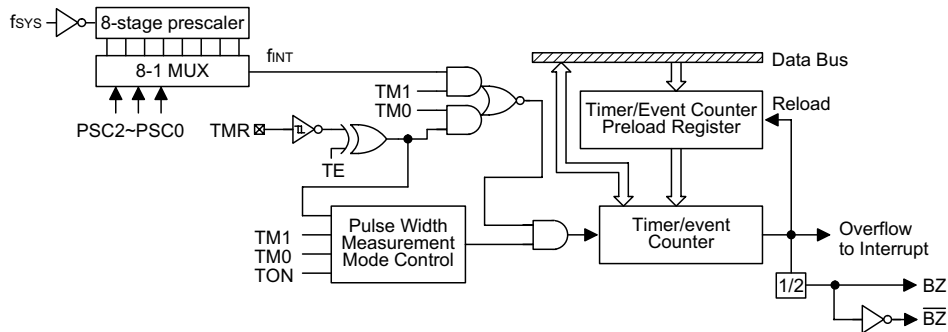 fSYS
8-stage prescaler
8-1 MUX
PSC2~PSC0
fINT
TM1
TM0
TMR
TE
Data Bus
Timer/Event Counter
Preload Register
Reload
TM1
TM0
TON
Pulse Width
Measurement
Mode Control
Timer/event
Counter
Overflow
to Interrupt
1/2
BZ
B̅Z̅